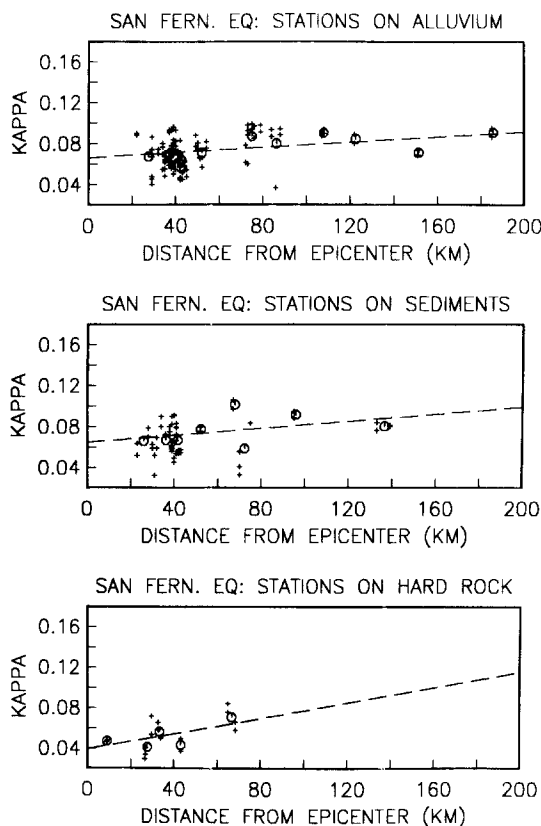 SAN FERN. EQ: STATIONS ON ALLUVIUM
0.16
0.12
0.08
0.04
KAPPA
0 40 80 120 160 200
DISTANCE FROM EPICENTER (KM)
SAN FERN. EQ: STATIONS ON SEDIMENTS
0.16
0.12
0.08
0.04
KAPPA
0 40 80 120 160 200
DISTANCE FROM EPICENTER (KM)
SAN FERN. EQ: STATIONS ON HARD ROCK
0.16
0.12
0.08
0.04
KAPPA
0 40 80 120 160 200
DISTANCE FROM EPICENTER (KM)